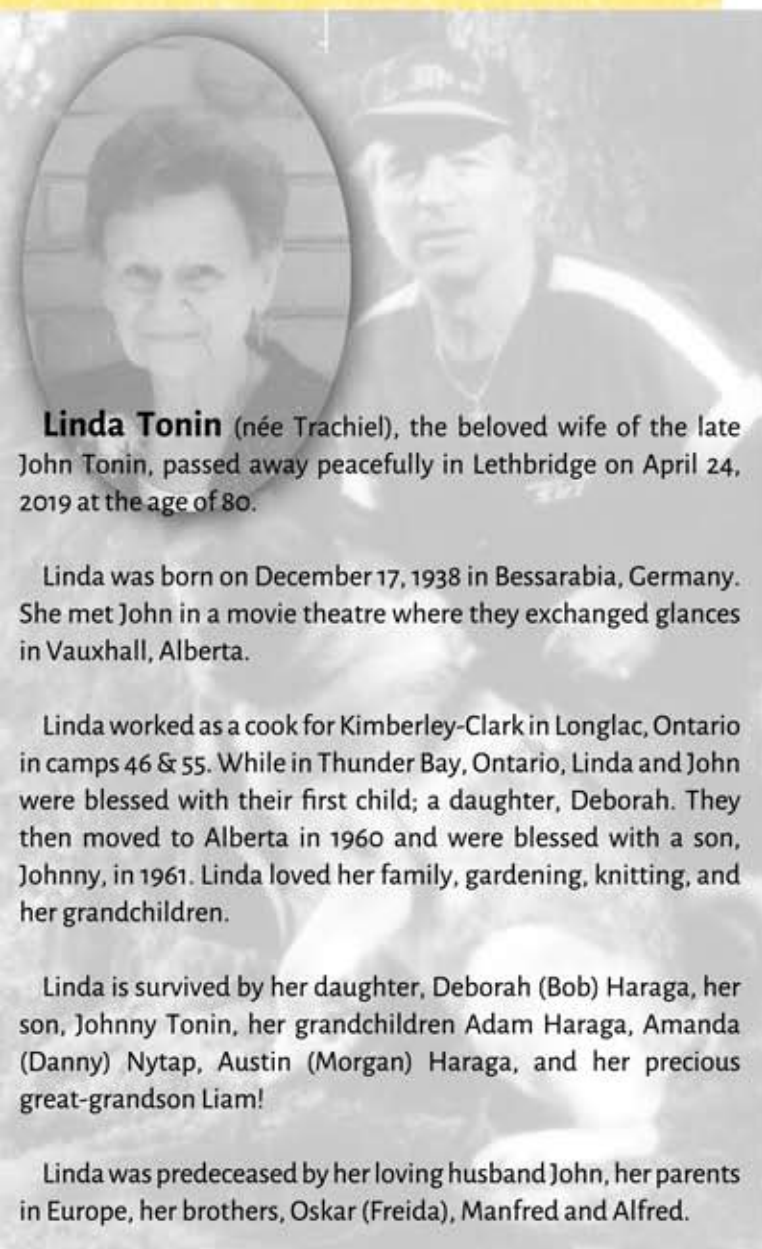 Linda Tonin (née Trachiel), the beloved wife of the late
John Tonin, passed away peacefully in Lethbridge on April 24,
2019 at the age of 80.
Linda was born on December 17, 1938 in Bessarabia, Germany.
She met John in a movie theatre where they exchanged glances
in Vauxhall, Alberta.
Linda worked as a cook for Kimberley-Clark in Longlac, Ontario
in camps 46 & 55. While in Thunder Bay, Ontario, Linda and John
were blessed with their first child; a daughter, Deborah. They
then moved to Alberta in 1960 and were blessed with a son,
Johnny, in 1961. Linda loved her family, gardening, knitting, and
her grandchildren.
Linda is survived by her daughter, Deborah (Bob) Haraga, her
son, Johnny Tonin, her grandchildren Adam Haraga, Amanda
(Danny) Nytap, Austin (Morgan) Haraga, and her precious
great-grandson Liam!
Linda was predeceased by her loving husband John, her parents
in Europe, her brothers, Oskar (Freida), Manfred and Alfred.